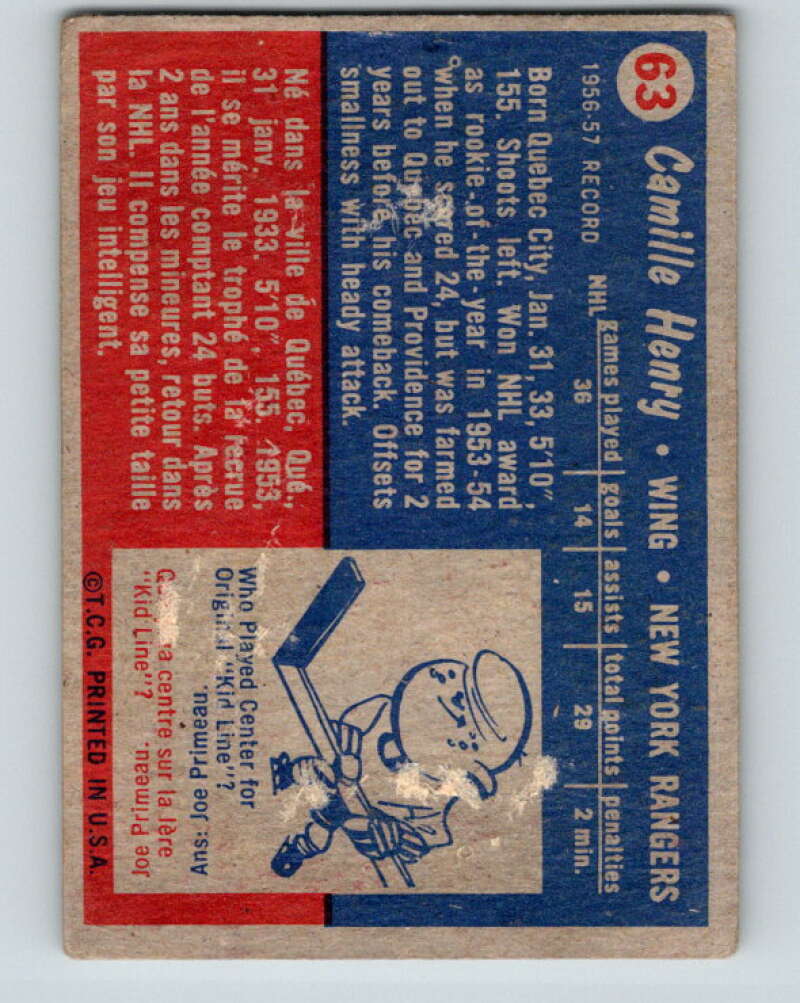 63 Camille Henry • WING • NEW YORK RANGERS
1956-57 RECORD
games played goals assists total points penalties
NHL 36 14 15 29 2 min.
Born Quebec City, Jan. 31, 33, 5'10",
155. Shoots left. Won NHL award
as rookie-of-the-year in 1953-54
when he scored 24, but was farmed
out to Quebec and Providence for 2
years before his comeback. Offsets
smallness with heady attack.
Né dans la ville de Québec, Qué.,
31 janv. 1933. 5'10", 155. 1953,
il se mérite le trophé de la recrue
de l'année comptant 24 buts. Après
2 ans dans les mineures, retour dans
la NHL. Il compense sa petite taille
par son jeu intelligent.
Who Played Center for
Original "Kid Line"?
Ans: Joe Primeau.
centre sur la lère
"Kid Line"? Joe Primeau.
©T.C.G. PRINTED IN U.S.A.